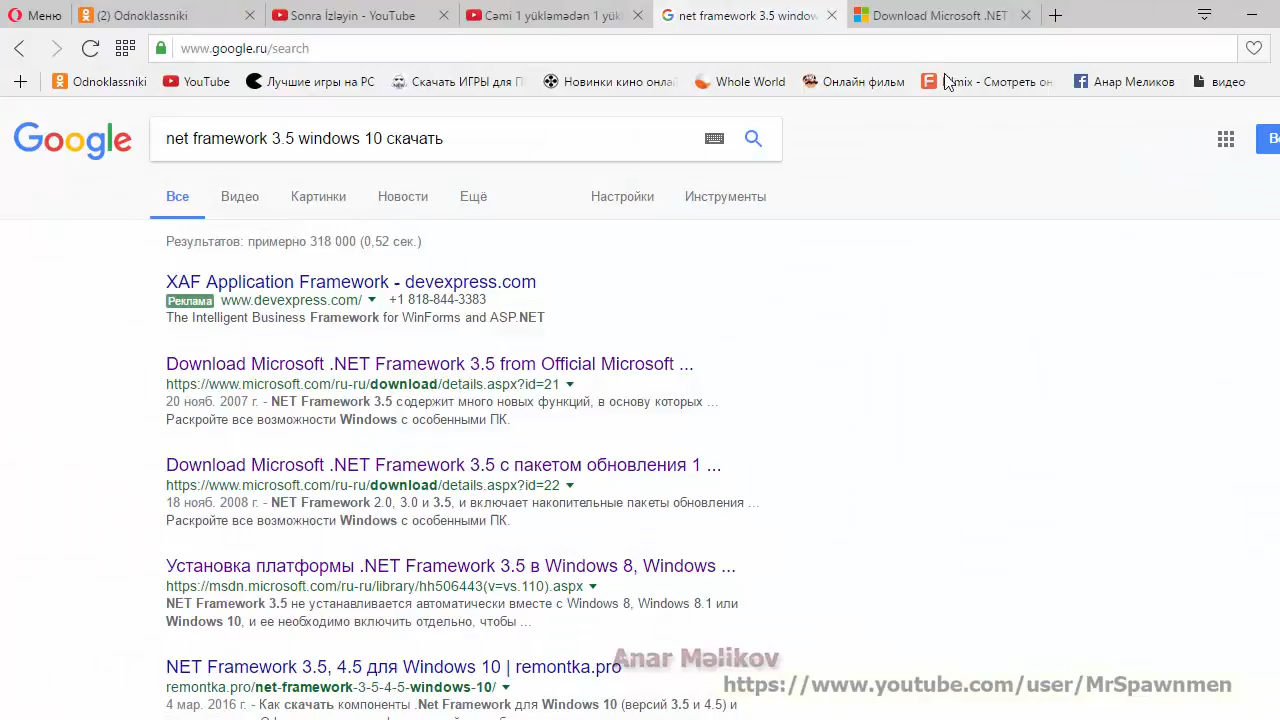 Меню
(2) Odnoklassniki
Sonra İzləyin - YouTube
Cəmi 1 yükləmədən 1 yükl
net framework 3.5 window
Download Microsoft .NET
www.google.ru/search
Odnoklassniki
YouTube
Лучшие игры на PC
Скачать ИГРЫ для П
Новинки кино онлай
Whole World
Онлайн фильм
mix - Смотреть он
Анар Меликов
видео
Google
net framework 3.5 windows 10 скачать
Все
Видео
Картинки
Новости
Ещё
Настройки
Инструменты
Результатов: примерно 318 000 (0,52 сек.)
XAF Application Framework - devexpress.com
Реклама www.devexpress.com/ +1 818-844-3383
The Intelligent Business Framework for WinForms and ASP.NET
Download Microsoft .NET Framework 3.5 from Official Microsoft ...
https://www.microsoft.com/ru-ru/download/details.aspx?id=21
20 нояб. 2007 г. - NET Framework 3.5 содержит много новых функций, в основу которых ...
Раскройте все возможности Windows с особенными ПК.
Download Microsoft .NET Framework 3.5 с пакетом обновления 1 ...
https://www.microsoft.com/ru-ru/download/details.aspx?id=22
18 нояб. 2008 г. - NET Framework 2.0, 3.0 и 3.5, и включает накопительные пакеты обновления ...
Раскройте все возможности Windows с особенными ПК.
Установка платформы .NET Framework 3.5 в Windows 8, Windows ...
https://msdn.microsoft.com/ru-ru/library/hh506443(v=vs.110).aspx
NET Framework 3.5 не устанавливается автоматически вместе с Windows 8, Windows 8.1 или
Windows 10, и ее необходимо включить отдельно, чтобы ...
NET Framework 3.5, 4.5 для Windows 10 | remontka.pro
Anar Məlikov
remontka.pro/net-framework-3-5-4-5-windows-10/
https://www.youtube.com/user/MrSpawnmen
4 мар. 2016 г. - Как скачать компоненты .Net Framework для Windows 10 (версий 3.5 и 4.5) и